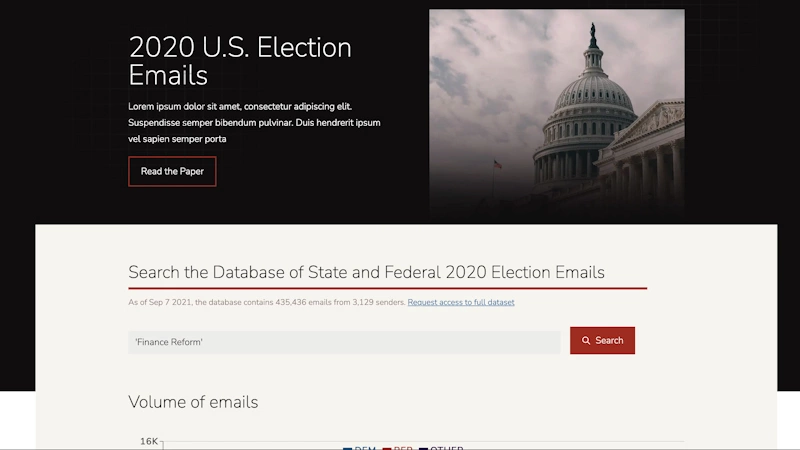 2020 U.S. Election
Emails
Lorem ipsum dolor sit amet, consectetur adipiscing elit.
Suspendisse semper bibendum pulvinar. Duis hendrerit ipsum
vel sapien semper porta
Read the Paper
Search the Database of State and Federal 2020 Election Emails
As of Sep 7 2021, the database contains 435,436 emails from 3,129 senders. Request access to full dataset
'Finance Reform'
Search
Volume of emails
16K
DEM REP OTHER